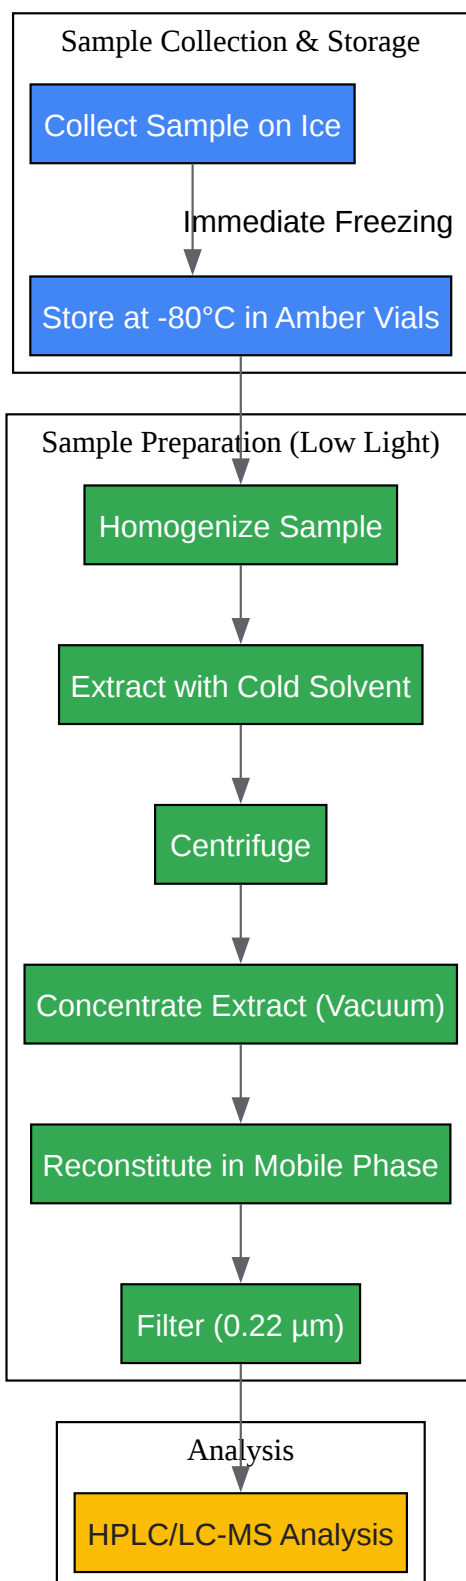 Sample Collection & Storage
Collect Sample on Ice
Immediate Freezing
Store at -80°C in Amber Vials
Sample Preparation (Low Light)
Homogenize Sample
Extract with Cold Solvent
Centrifuge
Concentrate Extract (Vacuum)
Reconstitute in Mobile Phase
Filter (0.22 µm)
Analysis
HPLC/LC-MS Analysis